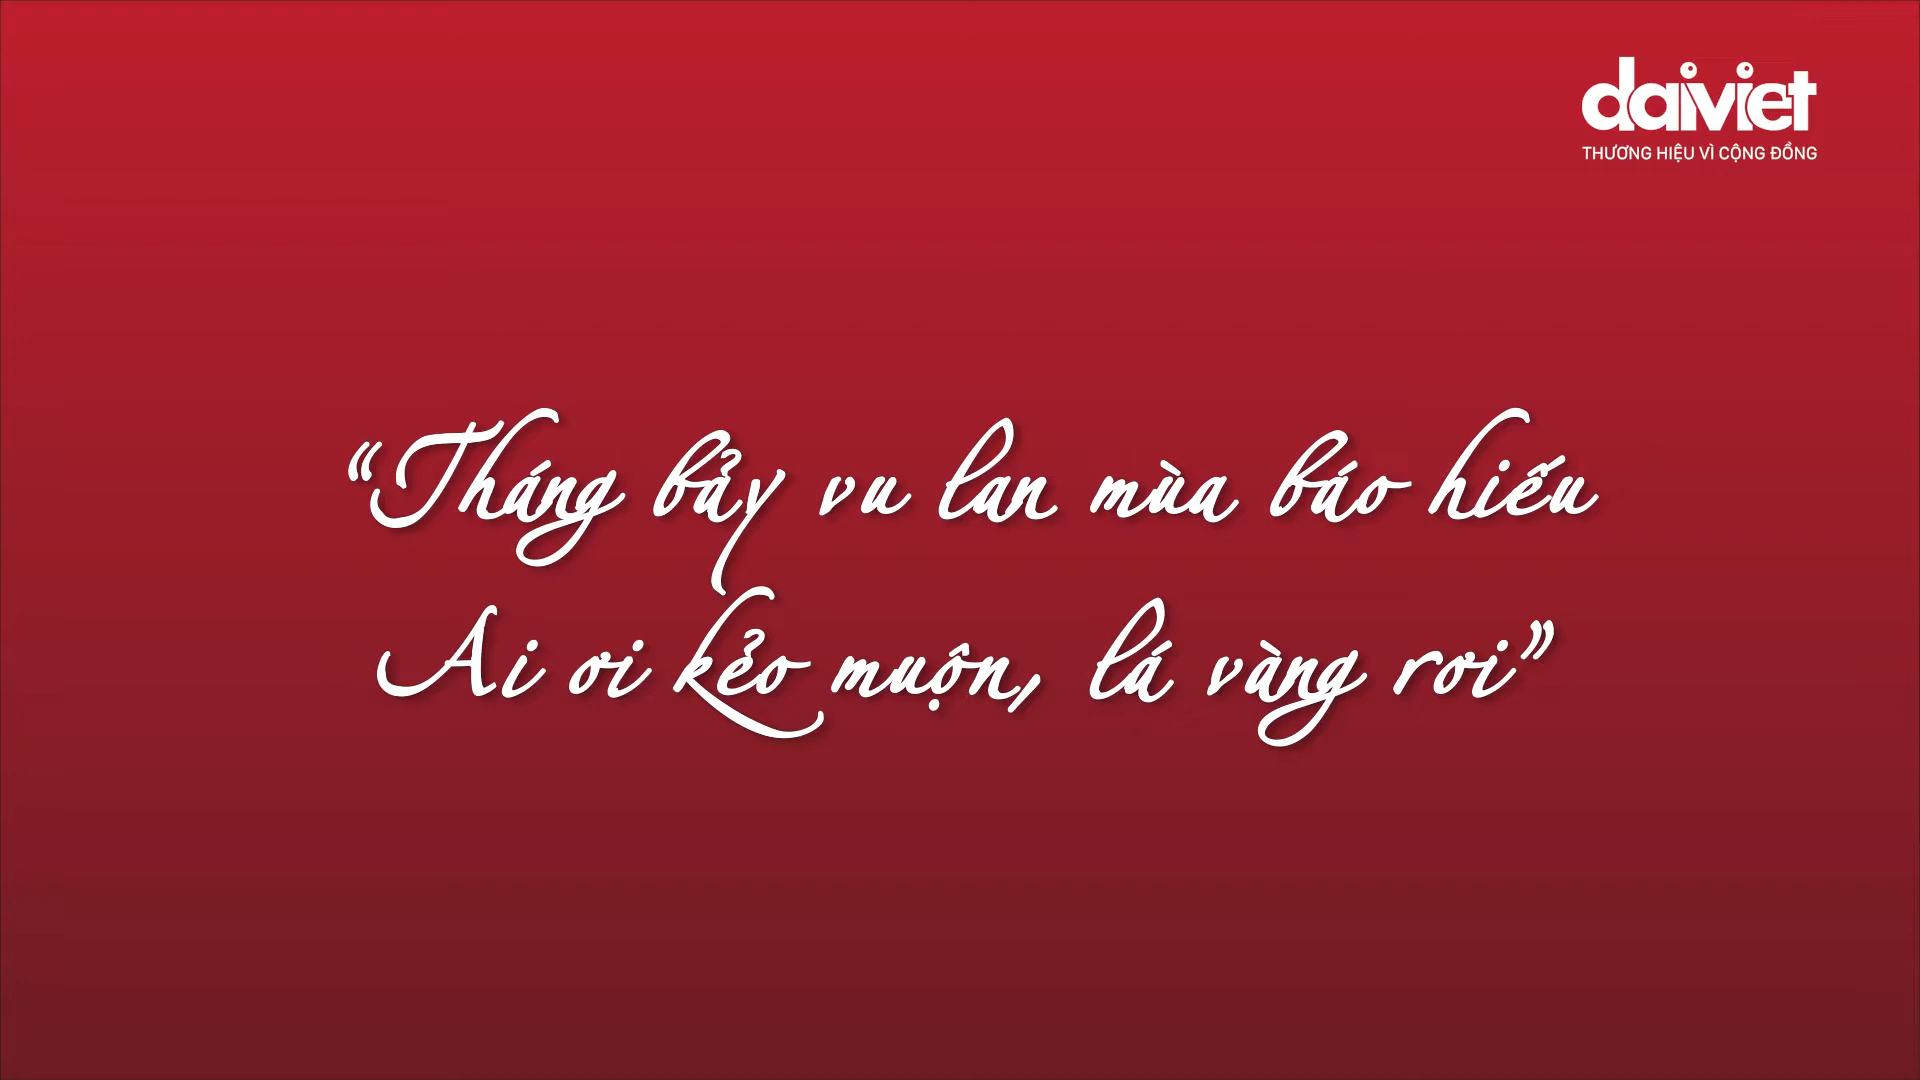 daiviet
THƯƠNG HIỆU VÌ CỘNG ĐỒNG
“Tháng bảy vu lan mùa báo hiếu
Ai ơi kẻo muộn, lá vàng rơi”